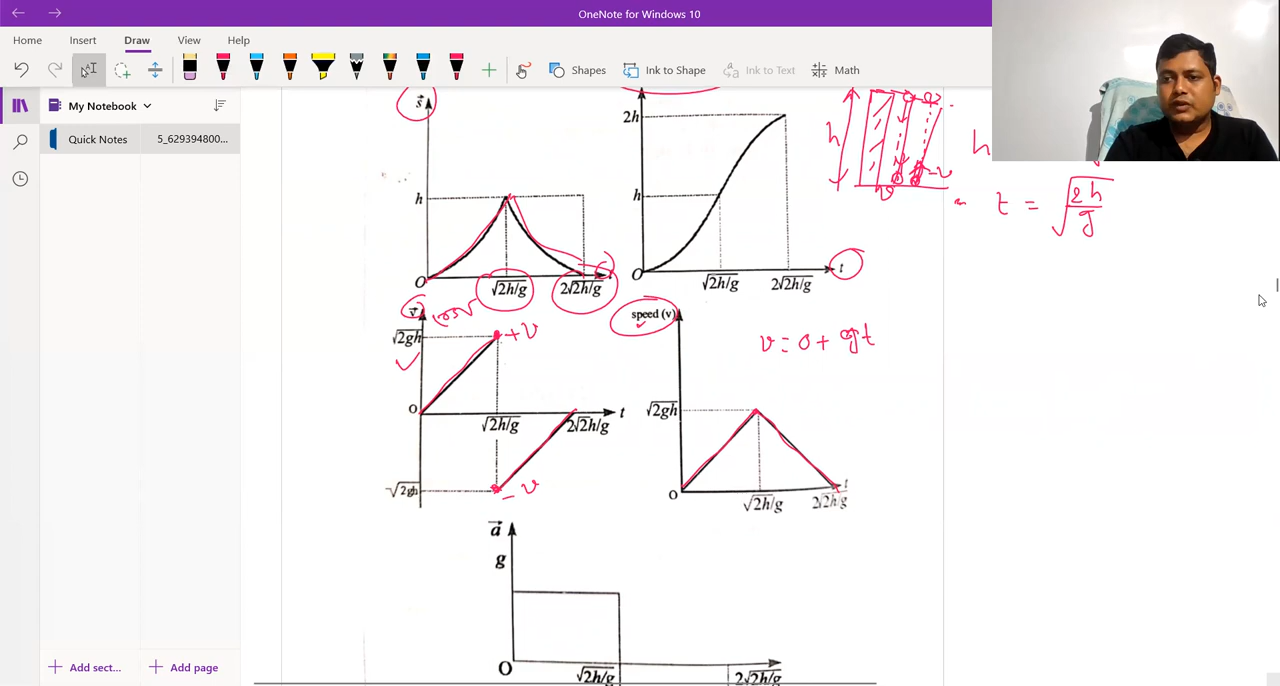 OneNote for Windows 10
Home Insert Draw View Help
Shapes Ink to Shape Ink to Text Math
My Notebook
Quick Notes 5_629394800...
s⃗
h
O
√2h/g 2√2h/g
2h
h
O
√2h/g 2√2h/g
t
h
t = √(2h/g)
h
v⃗
√2gh
+v
O
√2h/g 2√2h/g t
√2gh
-v
speed (v)
v = 0 + gt
√2gh
O
√2h/g 2√2h/g
t
a⃗
g
O
√2h/g 2√2h/g
Add sect... Add page